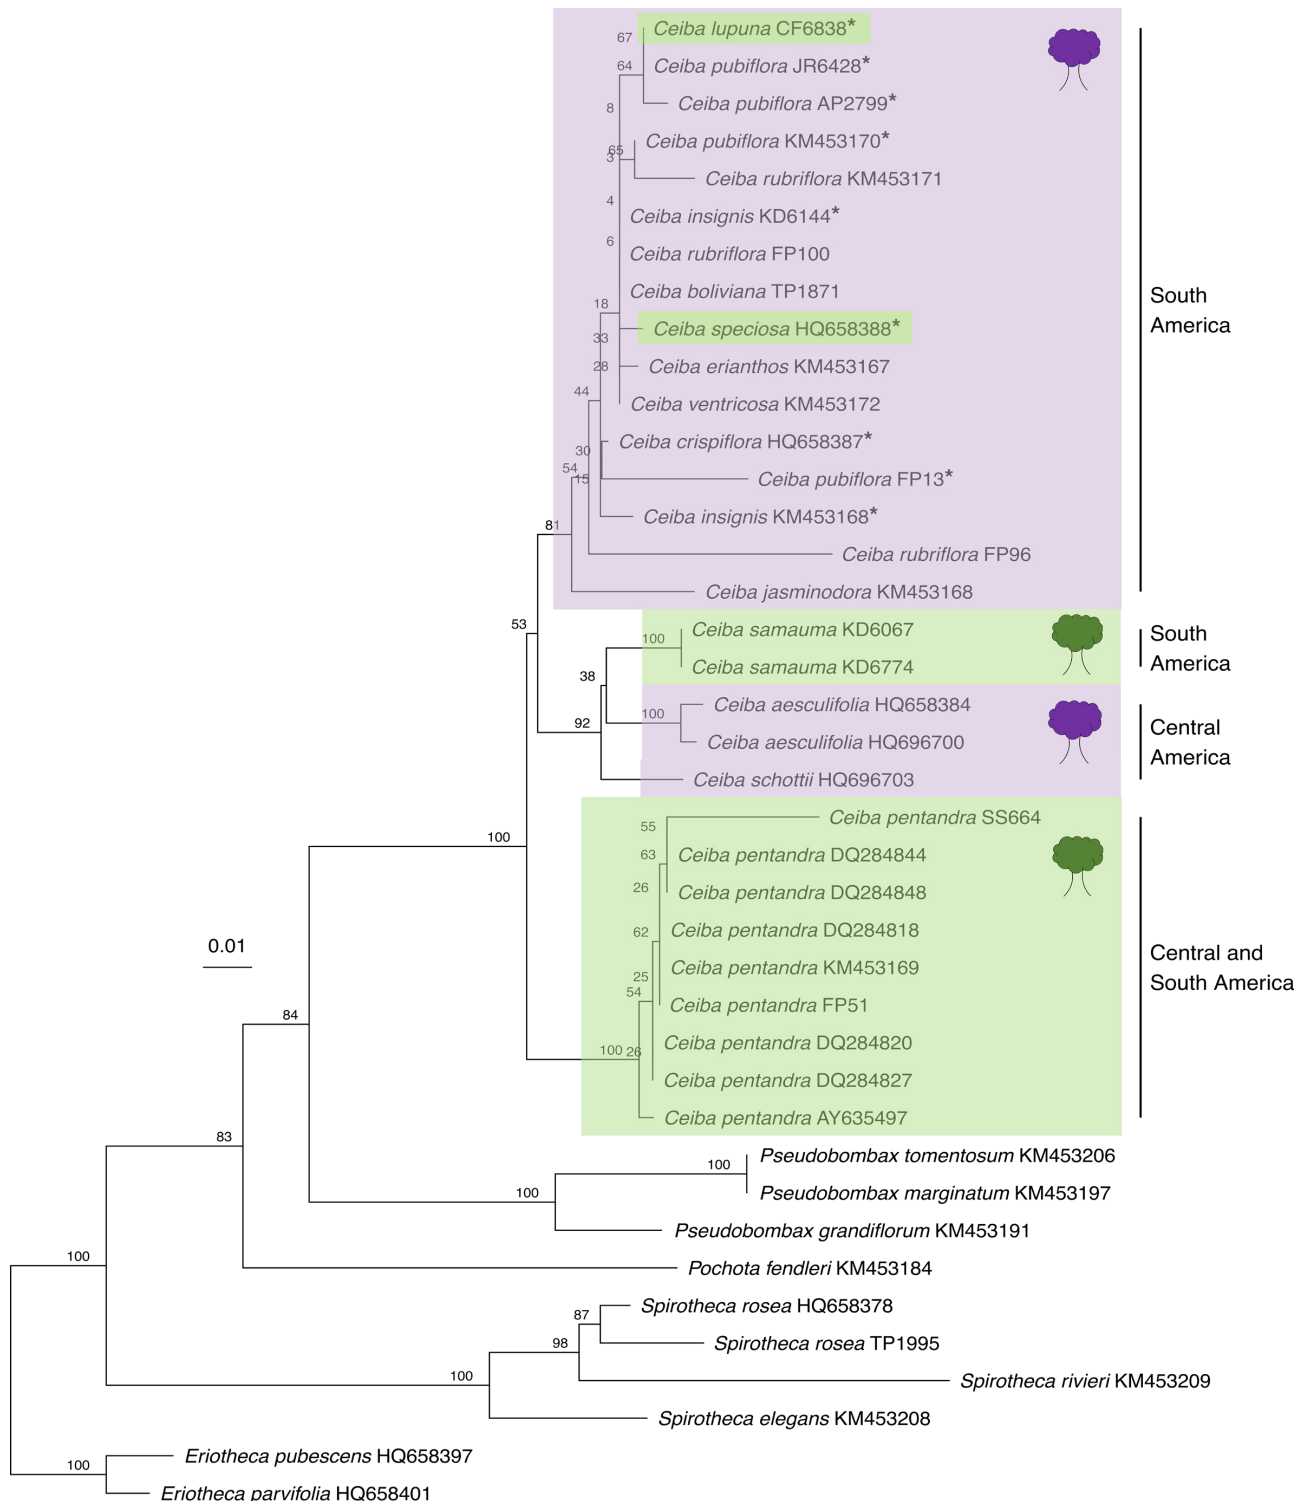 67
Ceiba lupuna CF6838*
64
Ceiba pubiflora JR6428*
Ceiba pubiflora AP2799*
8
Ceiba pubiflora KM453170*
65
3
Ceiba rubriflora KM453171
4
Ceiba insignis KD6144*
6
Ceiba rubriflora FP100
Ceiba boliviana TP1871
18
South
America
Ceiba speciosa HQ658388*
33
28
Ceiba erianthos KM453167
44
Ceiba ventricosa KM453172
30
Ceiba crispiflora HQ658387*
54
15
Ceiba pubiflora FP13*
Ceiba insignis KM453168*
81
Ceiba rubriflora FP96
Ceiba jasminodora KM453168
53
100
Ceiba samauma KD6067
Ceiba samauma KD6774
South
America
38
100
Ceiba aesculifolia HQ658384
92
Ceiba aesculifolia HQ696700
Central
America
Ceiba schottii HQ696703
100
55
Ceiba pentandra SS664
63
Ceiba pentandra DQ284844
26
Ceiba pentandra DQ284848
62
Ceiba pentandra DQ284818
0.01
25
Ceiba pentandra KM453169
Central and
South America
54
Ceiba pentandra FP51
84
100
26
Ceiba pentandra DQ284820
Ceiba pentandra DQ284827
Ceiba pentandra AY635497
83
100
Pseudobombax tomentosum KM453206
100
Pseudobombax marginatum KM453197
Pseudobombax grandiflorum KM453191
100
Pochota fendleri KM453184
87
Spirotheca rosea HQ658378
98
Spirotheca rosea TP1995
100
Spirotheca rivieri KM453209
Spirotheca elegans KM453208
100
Eriotheca pubescens HQ658397
Eriotheca parvifolia HQ658401